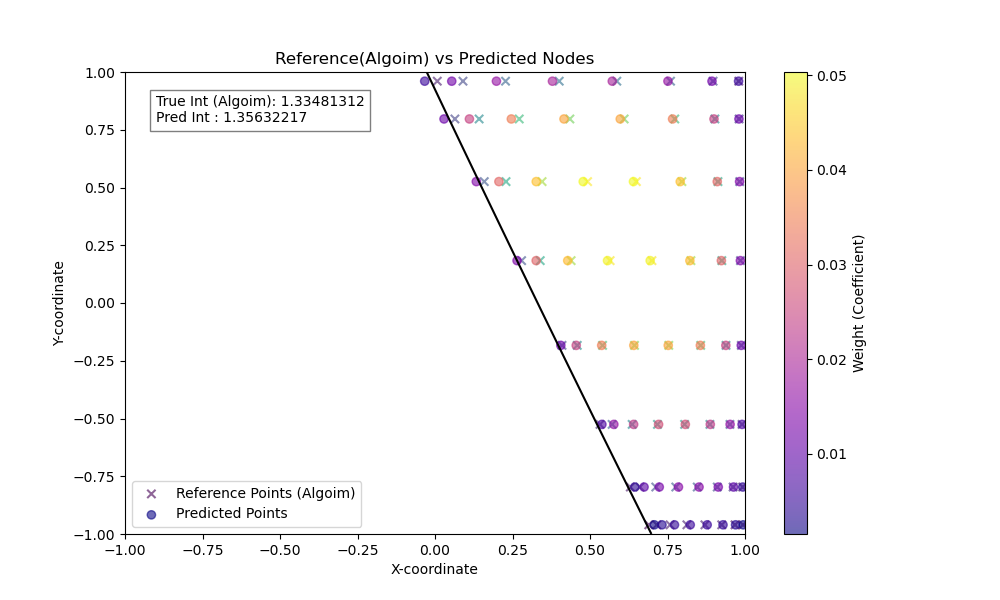 Reference(Algoim) vs Predicted Nodes
True Int (Algoim): 1.33481312
Pred Int : 1.35632217
1.00
0.75
0.50
0.25
0.00
−0.25
−0.50
−0.75
−1.00
Y-coordinate
Reference Points (Algoim)
Predicted Points
−1.00
−0.75
−0.50
−0.25
0.00
0.25
0.50
0.75
1.00
X-coordinate
0.05
0.04
0.03
0.02
0.01
Weight (Coefficient)